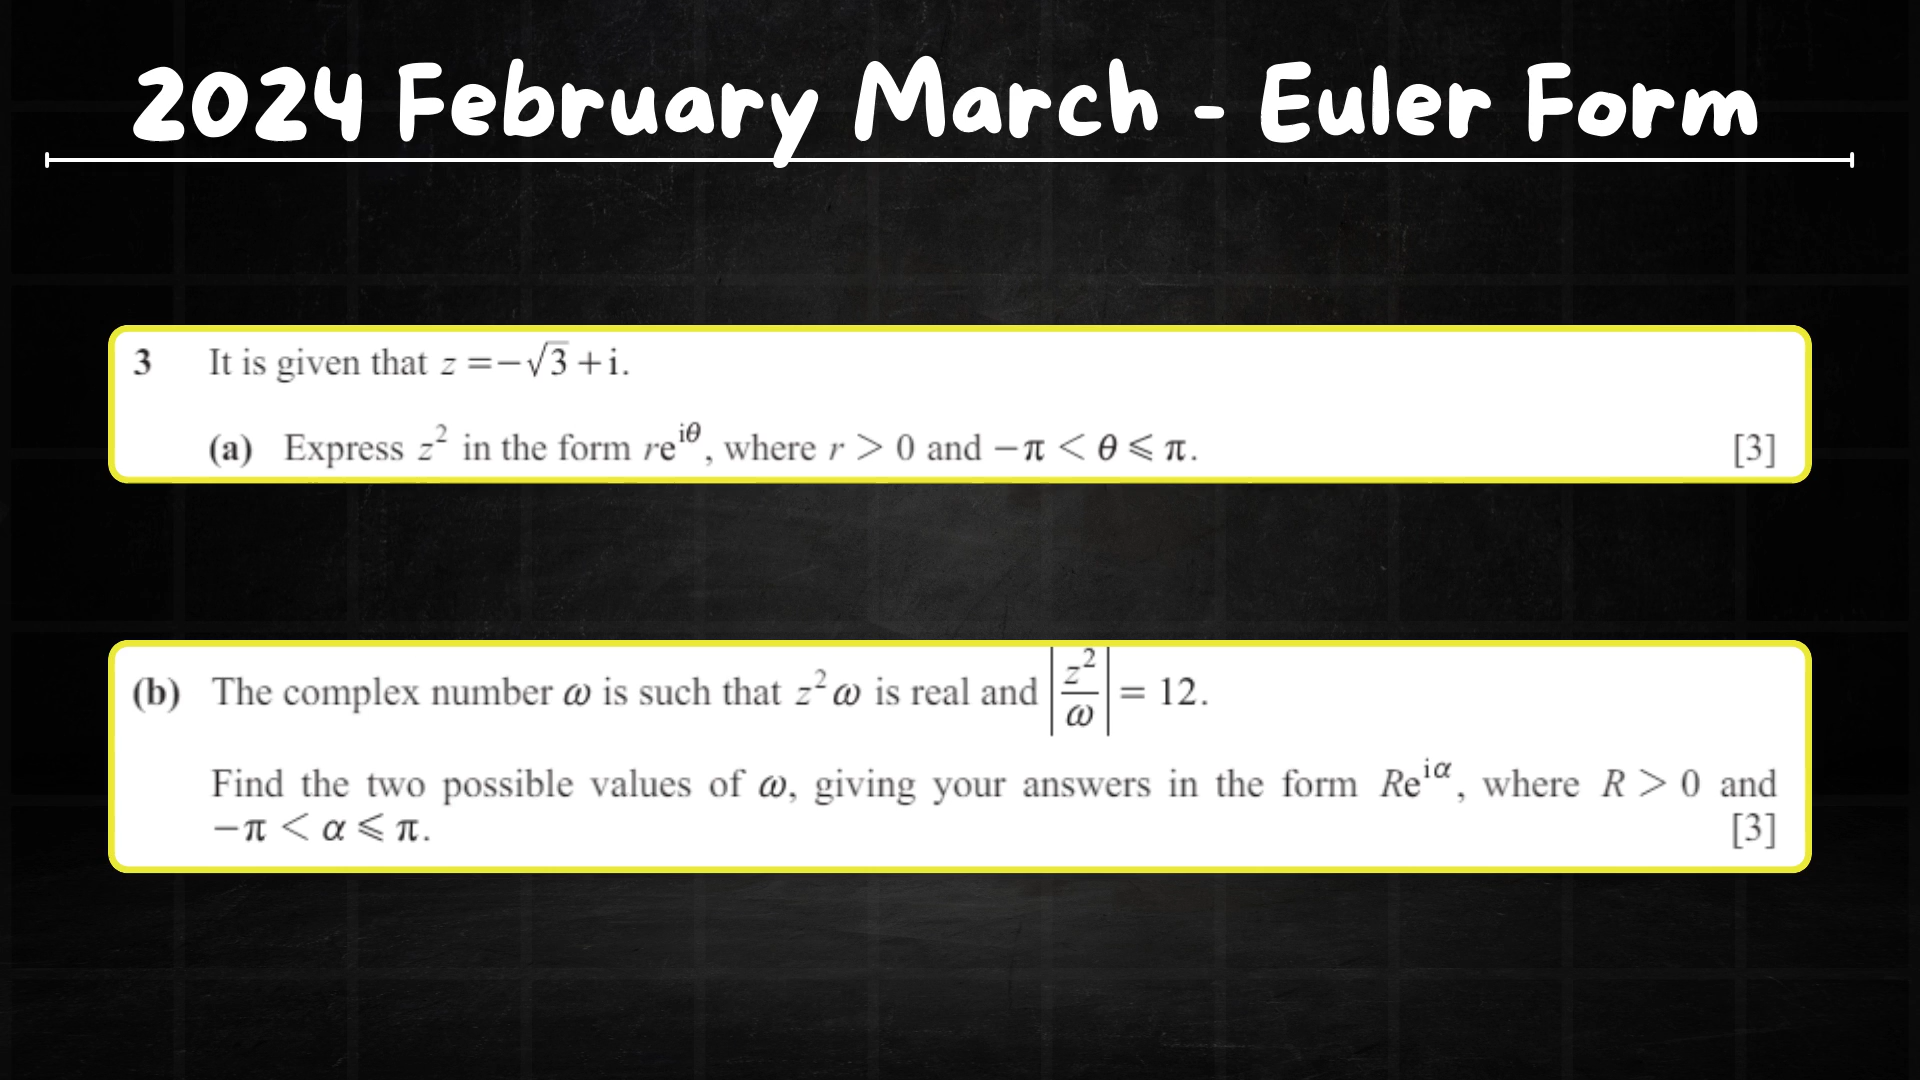 2024 February March - Euler Form
3 It is given that z =−√3 + i.
(a) Express z² in the form re^{iθ}, where r > 0 and −π < θ ⩽ π. [3]
(b) The complex number ω is such that z²ω is real and |z²/ω| = 12.
Find the two possible values of ω, giving your answers in the form Re^{iα}, where R > 0 and
−π < α ⩽ π. [3]